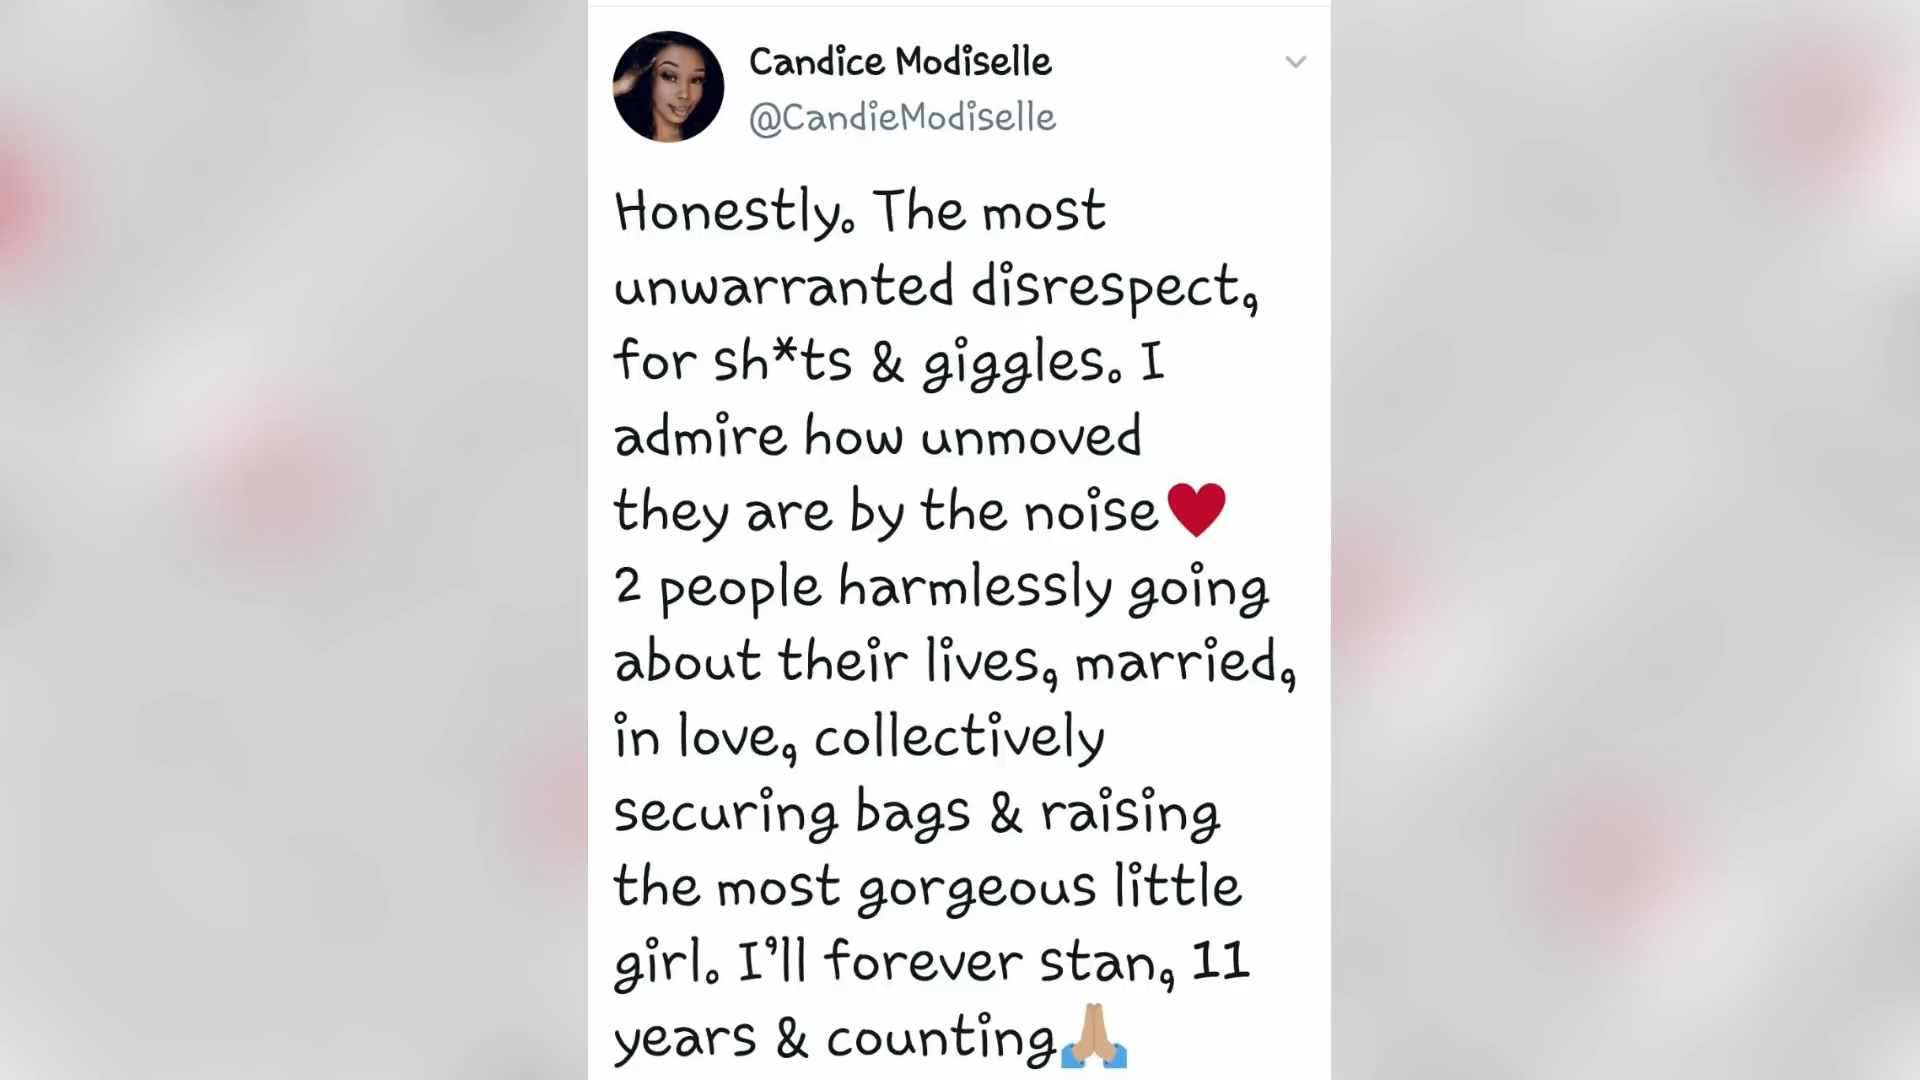 Candice Modiselle
@CandieModiselle
Honestly. The most
unwarranted disrespect,
for sh*ts & giggles. I
admire how unmoved
they are by the noise♥
2 people harmlessly going
about their lives, married,
in love, collectively
securing bags & raising
the most gorgeous little
girl. I'll forever stan, 11
years & counting🙏🏽